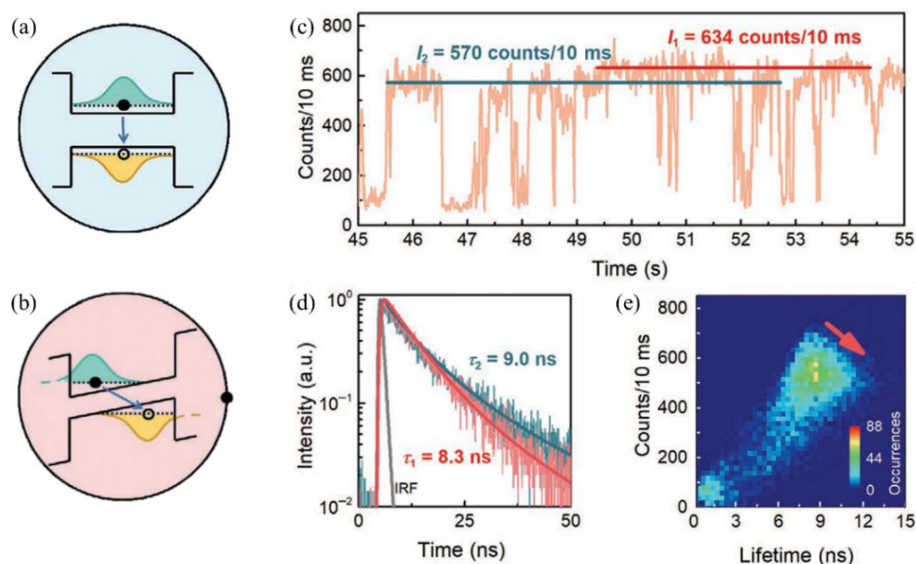 (a)
(b)
(c)
Counts/10 ms
800
600
400
200
0
I₂ = 570 counts/10 ms
I₁ = 634 counts/10 ms
45 46 47 48 49 50 51 52 53 54 55
Time (s)
(d)
Intensity (a.u.)
10⁰
10⁻¹
10⁻²
τ₂ = 9.0 ns
τ₁ = 8.3 ns
IRF
0 25 50
Time (ns)
(e)
Counts/10 ms
800
600
400
200
0
88
44
0
Occurrences
0 3 6 9 12 15
Lifetime (ns)